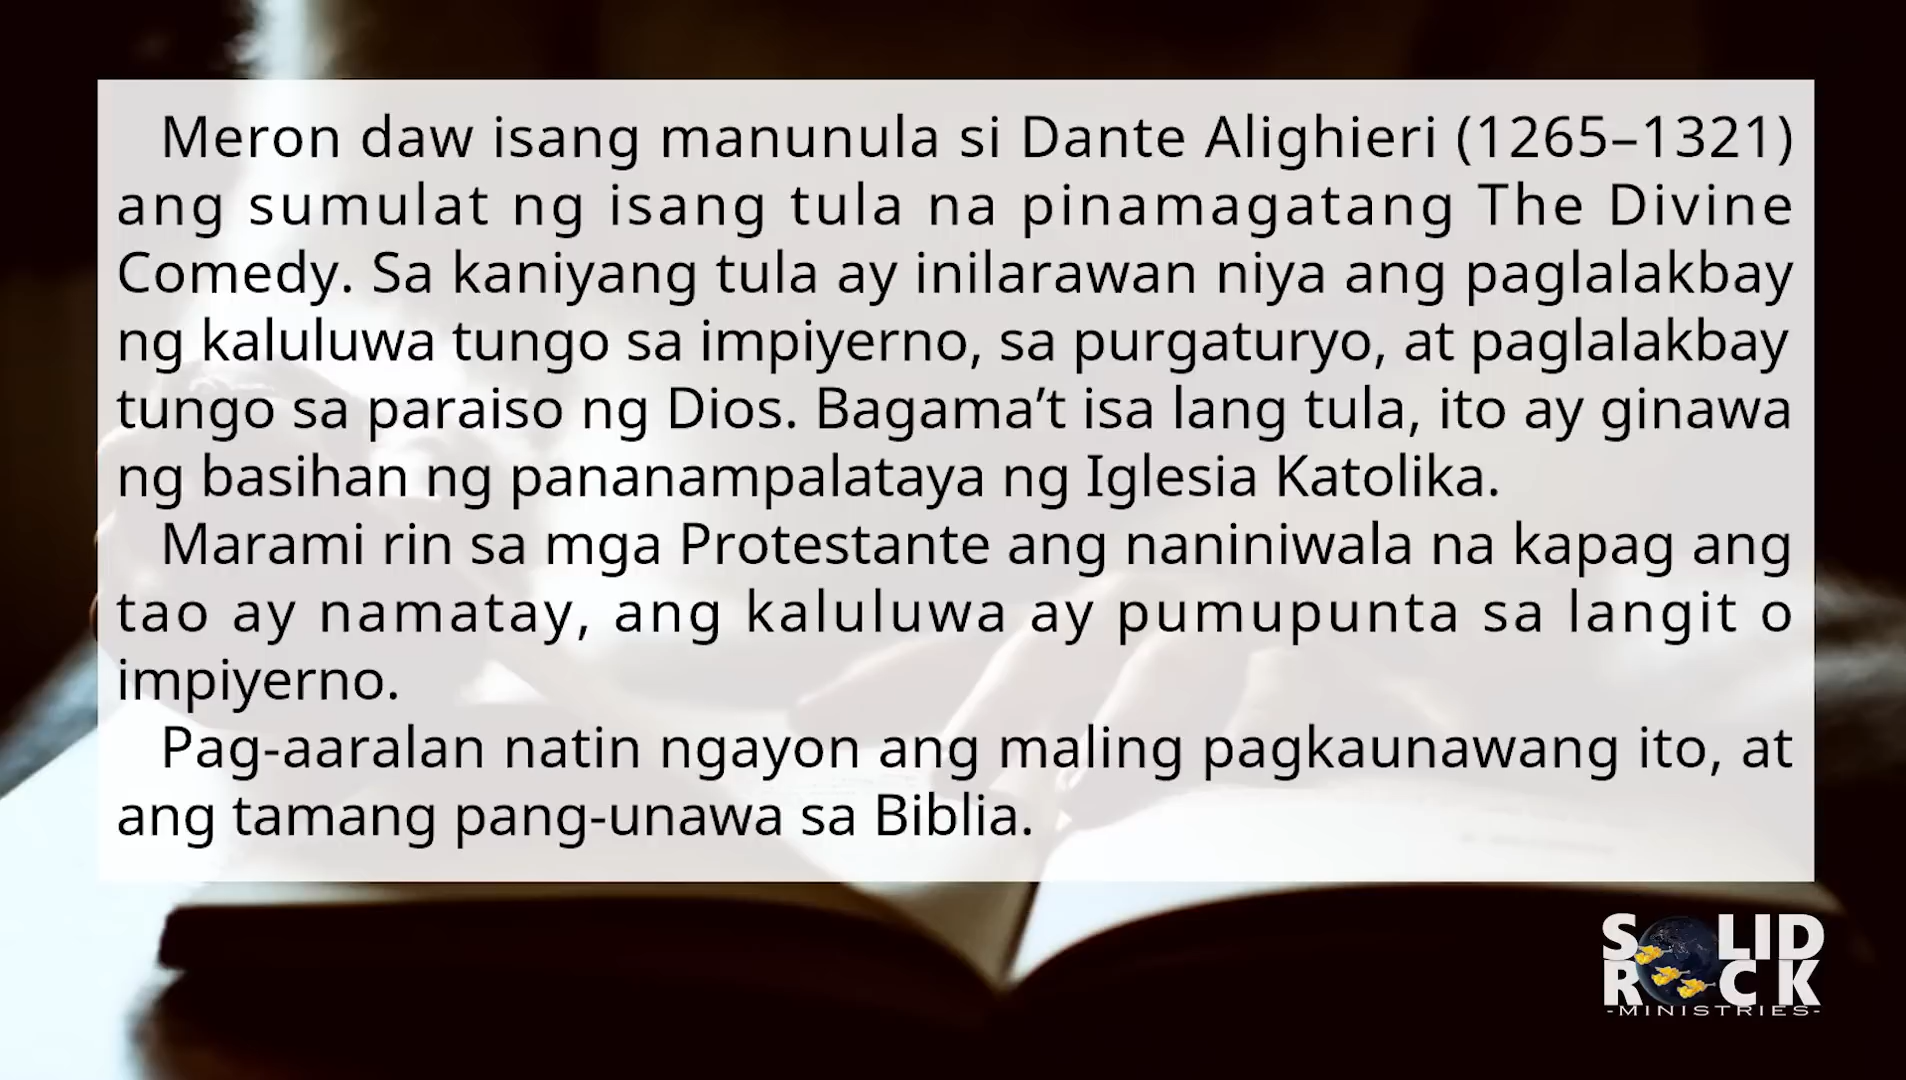 Meron daw isang manunula si Dante Alighieri (1265–1321)
ang sumulat ng isang tula na pinamagatang The Divine
Comedy. Sa kaniyang tula ay inilarawan niya ang paglalakbay
ng kaluluwa tungo sa impiyerno, sa purgaturyo, at paglalakbay
tungo sa paraiso ng Dios. Bagama’t isa lang tula, ito ay ginawa
ng basihan ng pananampalataya ng Iglesia Katolika.
Marami rin sa mga Protestante ang naniniwala na kapag ang
tao ay namatay, ang kaluluwa ay pumupunta sa langit o
impiyerno.
Pag-aaralan natin ngayon ang maling pagkaunawang ito, at
ang tamang pang-unawa sa Biblia.
SOLID
ROCK
-MINISTRIES-